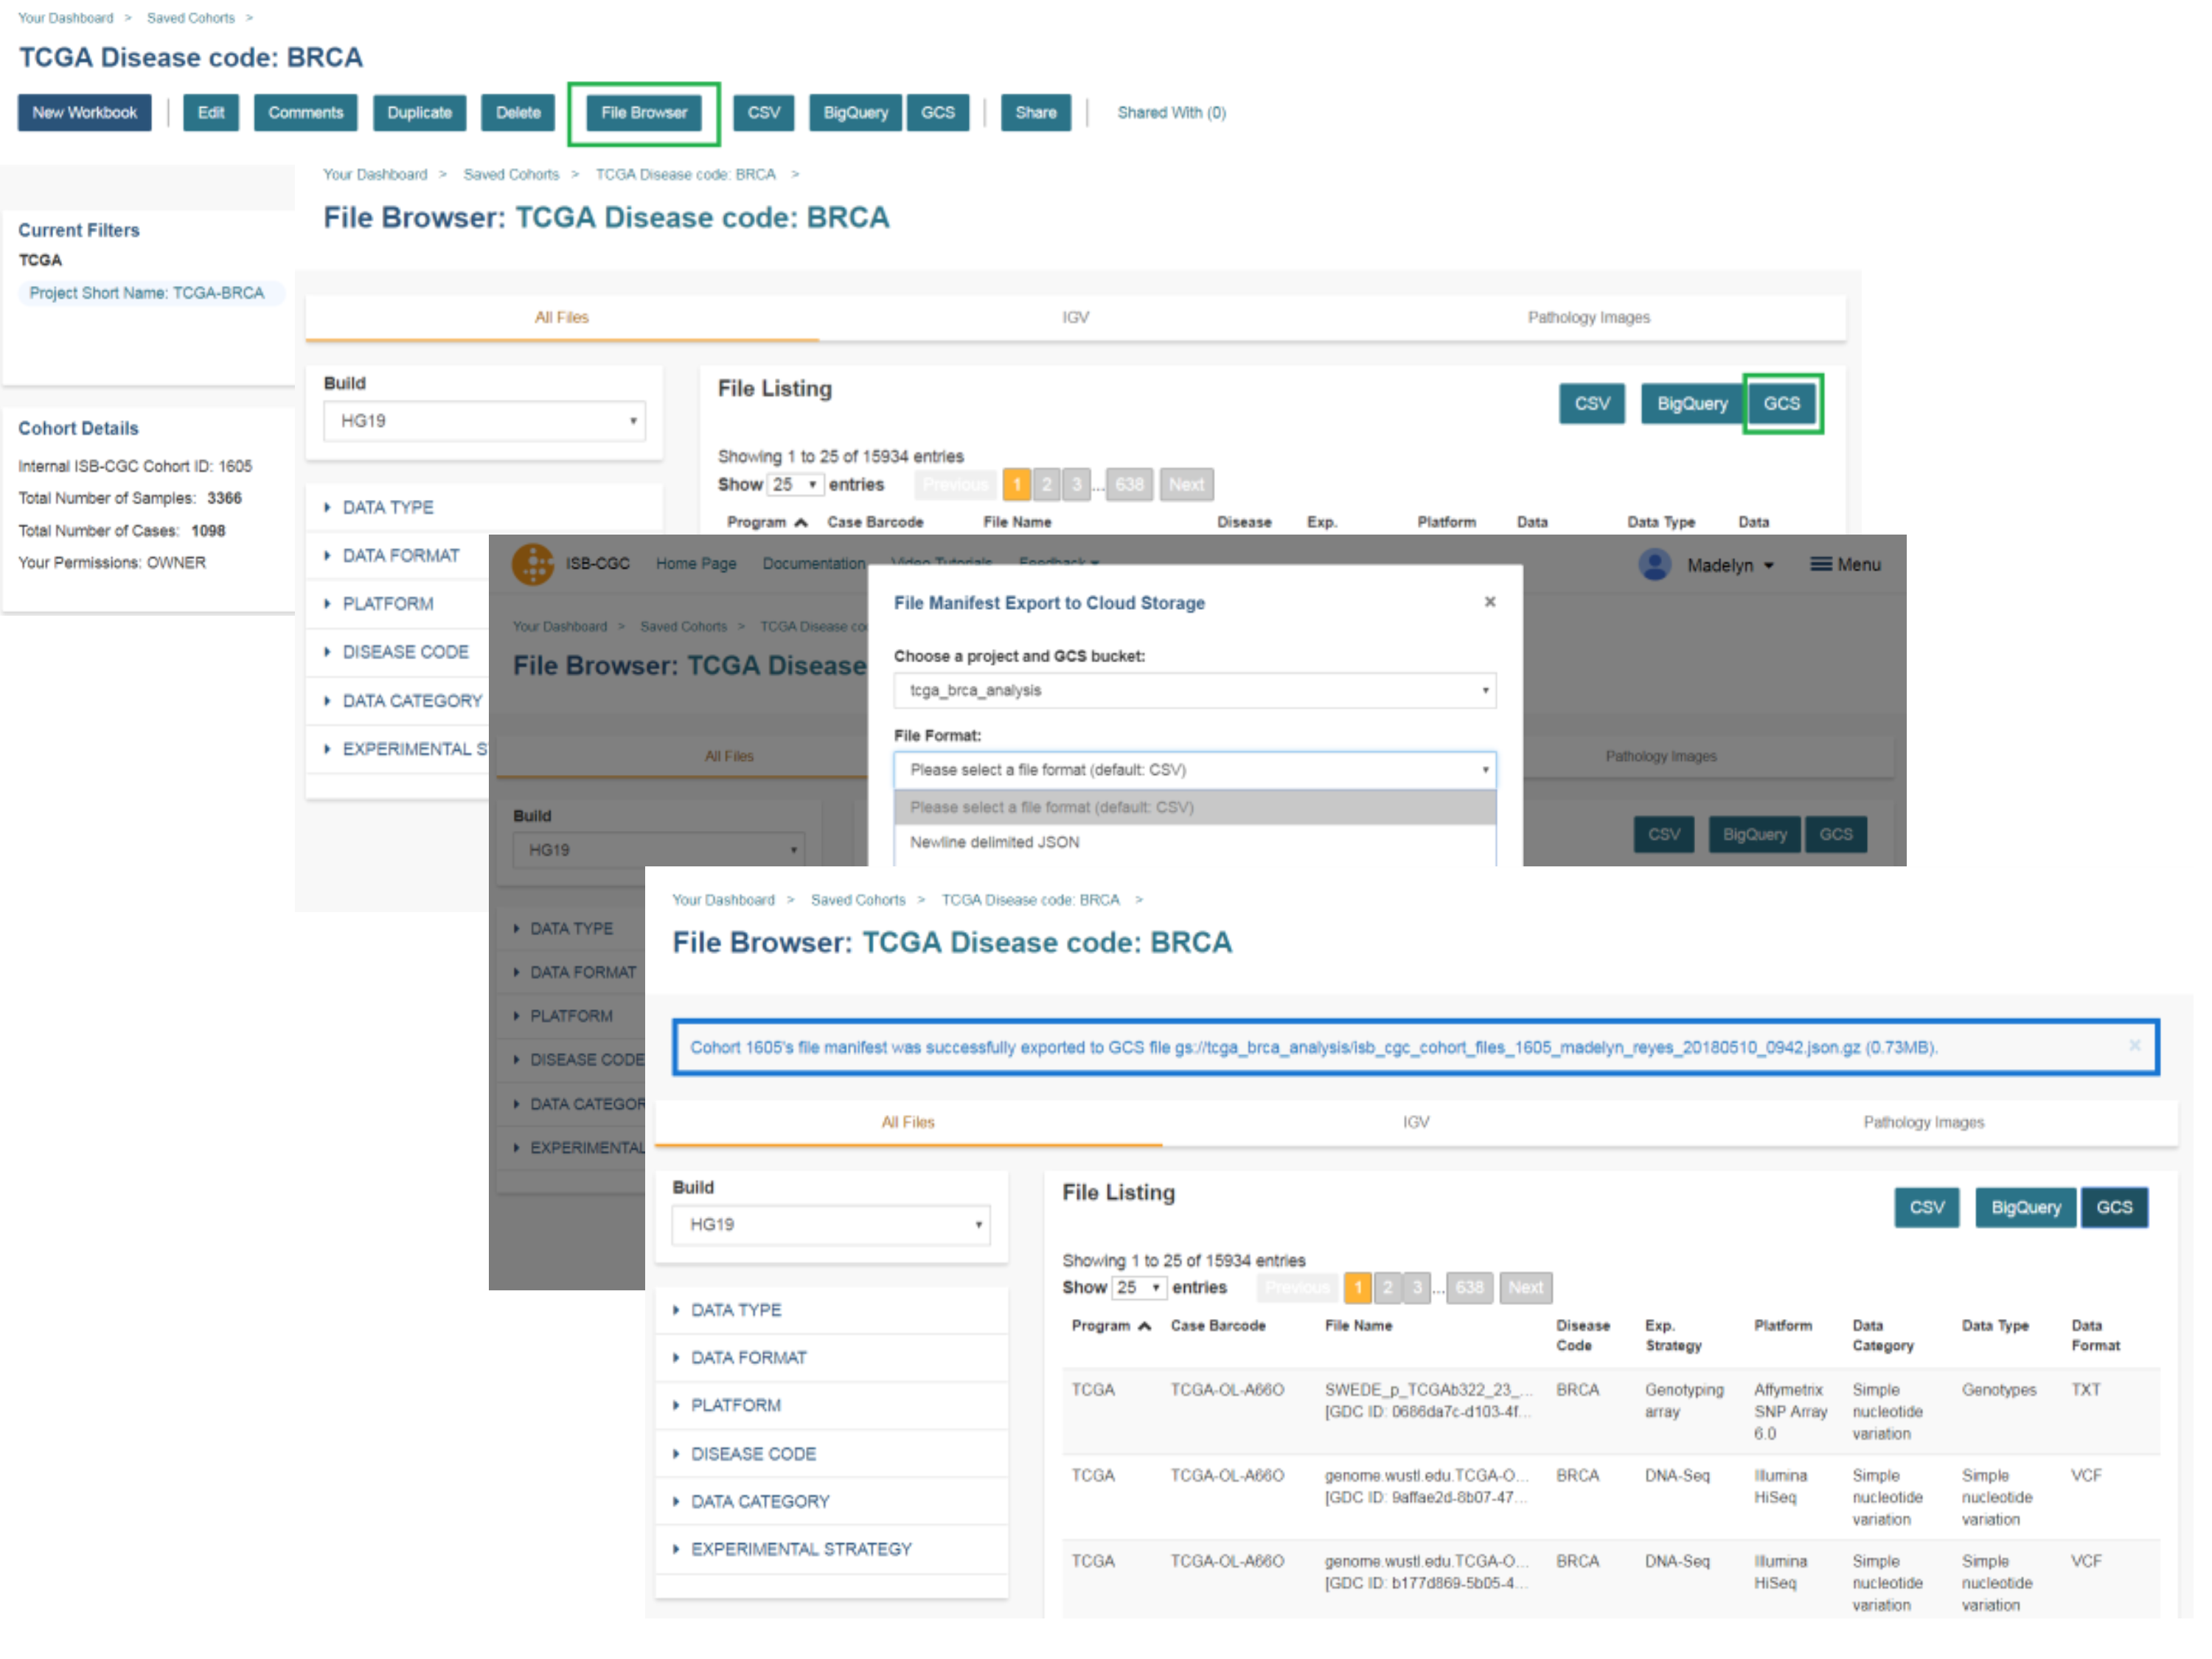 Your Dashboard > Saved Cohorts >
TCGA Disease code: BRCA
New Workbook | Edit Comments Duplicate Delete File Browser CSV BigQuery GCS | Share | Shared With (0)
Current Filters
TCGA
Project Short Name: TCGA-BRCA
Cohort Details
Internal ISB-CGC Cohort ID: 1605
Total Number of Samples: 3366
Total Number of Cases: 1098
Your Permissions: OWNER
Your Dashboard > Saved Cohorts > TCGA Disease code: BRCA >
File Browser: TCGA Disease code: BRCA
All Files IGV Pathology Images
Build
HG19
DATA TYPE
DATA FORMAT
PLATFORM
DISEASE CODE
DATA CATEGORY
EXPERIMENTAL S
File Listing CSV BigQuery GCS
Showing 1 to 25 of 15934 entries
Show 25 entries Previous 1 2 3 ... 638 Next
Program Case Barcode File Name Disease Exp. Platform Data Data Type Data
ISB-CGC Home Page Documentation Video Tutorials Feedback Madelyn Menu
Your Dashboard > Saved Cohorts > TCGA Disease co
File Browser: TCGA Disease
All Files Pathology Images
Build
HG19
CSV BigQuery GCS
DATA TYPE
DATA FORMAT
PLATFORM
DISEASE CODE
DATA CATEGOR
EXPERIMENTAL
File Manifest Export to Cloud Storage ×
Choose a project and GCS bucket:
tcga_brca_analysis
File Format:
Please select a file format (default: CSV)
Please select a file format (default: CSV)
Newline delimited JSON
Your Dashboard > Saved Cohorts > TCGA Disease code: BRCA >
File Browser: TCGA Disease code: BRCA
Cohort 1605's file manifest was successfully exported to GCS file gs://tcga_brca_analysis/isb_cgc_cohort_files_1605_madelyn_reyes_20180510_0942.json.gz (0.73MB). ×
All Files IGV Pathology Images
Build
HG19
DATA TYPE
DATA FORMAT
PLATFORM
DISEASE CODE
DATA CATEGORY
EXPERIMENTAL STRATEGY
File Listing CSV BigQuery GCS
Showing 1 to 25 of 15934 entries
Show 25 entries Previous 1 2 3 ... 638 Next
Program Case Barcode File Name Disease Code Exp. Strategy Platform Data Category Data Type Data Format
TCGA TCGA-OL-A66O SWEDE_p_TCGAb322_23_... BRCA Genotyping Affymetrix Simple Genotypes TXT
[GDC ID: 0686da7c-d103-4f... array SNP Array nucleotide
6.0 variation
TCGA TCGA-OL-A66O genome.wustl.edu.TCGA-O... BRCA DNA-Seq Illumina Simple Simple VCF
[GDC ID: 9affae2d-8b07-47... HiSeq nucleotide nucleotide
variation variation
TCGA TCGA-OL-A66O genome.wustl.edu.TCGA-O... BRCA DNA-Seq Illumina Simple Simple VCF
[GDC ID: b177d869-5b05-4... HiSeq nucleotide nucleotide
variation variation